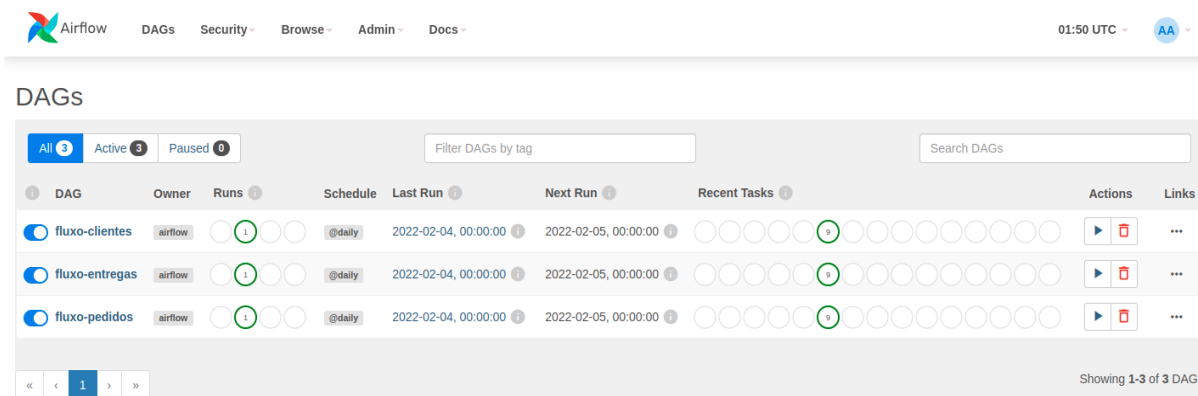 Airflow DAGs Security Browse Admin Docs 01:50 UTC AA
DAGs
All 3 Active 3 Paused 0 Filter DAGs by tag Search DAGs
DAG Owner Runs Schedule Last Run Next Run Recent Tasks Actions Links
fluxo-clientes airflow 1 @daily 2022-02-04, 00:00:00 2022-02-05, 00:00:00 9
fluxo-entregas airflow 1 @daily 2022-02-04, 00:00:00 2022-02-05, 00:00:00 9
fluxo-pedidos airflow 1 @daily 2022-02-04, 00:00:00 2022-02-05, 00:00:00 9
« ‹ 1 › » Showing 1-3 of 3 DAG